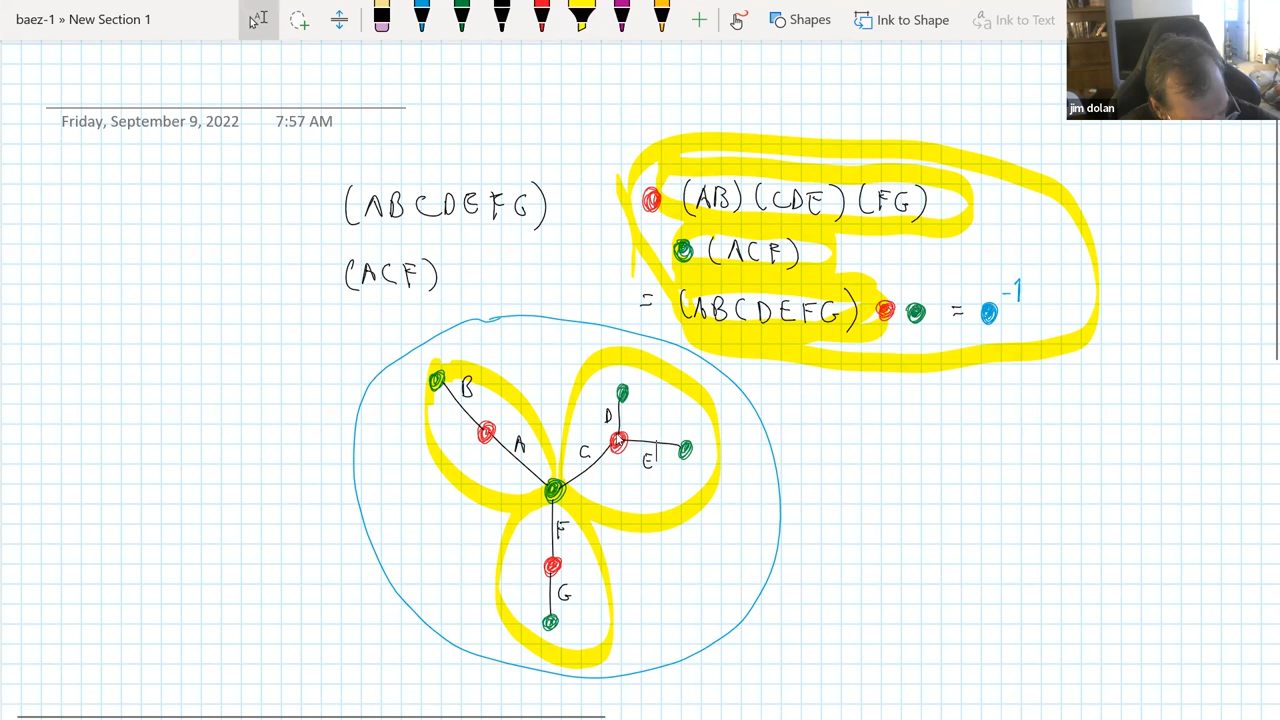 baez-1 » New Section 1
Shapes
Ink to Shape
Ink to Text
jim dolan
Friday, September 9, 2022 7:57 AM
(ABCDEFG)
(ACF)
(AB)(CDE)(FG)
(ACF)
= (ABCDEFG) = -1
B
A
D
C
E
F
G